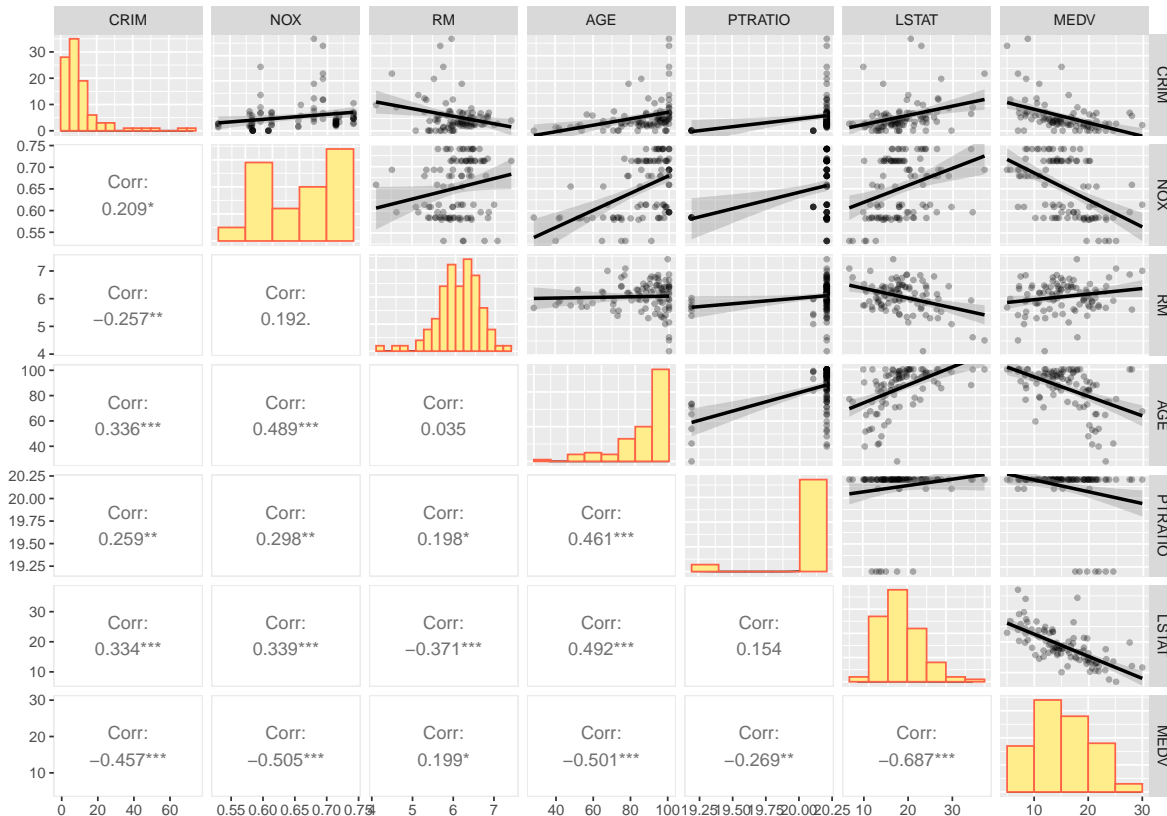 CRIM NOX RM AGE PTRATIO LSTAT MEDV
30
20
10
0
CRIM
0.75
0.70
0.65
0.60
0.55
Corr:
0.209*
NOX
7
6
5
4
Corr:
−0.257**
Corr:
0.192.
RM
100
80
60
40
Corr:
0.336***
Corr:
0.489***
Corr:
0.035
AGE
20.25
20.00
19.75
19.50
19.25
Corr:
0.259**
Corr:
0.298**
Corr:
0.198*
Corr:
0.461***
PTRATIO
30
20
10
Corr:
0.334***
Corr:
0.339***
Corr:
−0.371***
Corr:
0.492***
Corr:
0.154
LSTAT
30
20
10
Corr:
−0.457***
Corr:
−0.505***
Corr:
0.199*
Corr:
−0.501***
Corr:
−0.269**
Corr:
−0.687***
MEDV
0 20 40 60 0.55 0.60 0.65 0.70 0.75 4 5 6 7 40 60 80 100 19.25 19.50 19.75 20.00 20.25 10 20 30 10 20 30